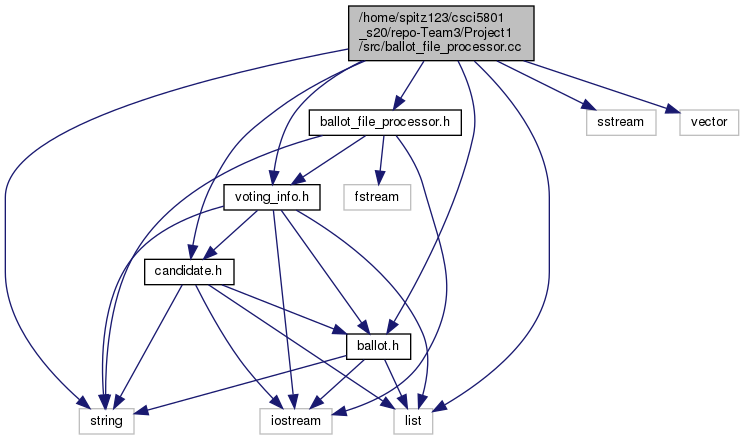 /home/spitz123/csci5801
_s20/repo-Team3/Project1
/src/ballot_file_processor.cc
ballot_file_processor.h
sstream
vector
voting_info.h
fstream
candidate.h
ballot.h
string
iostream
list